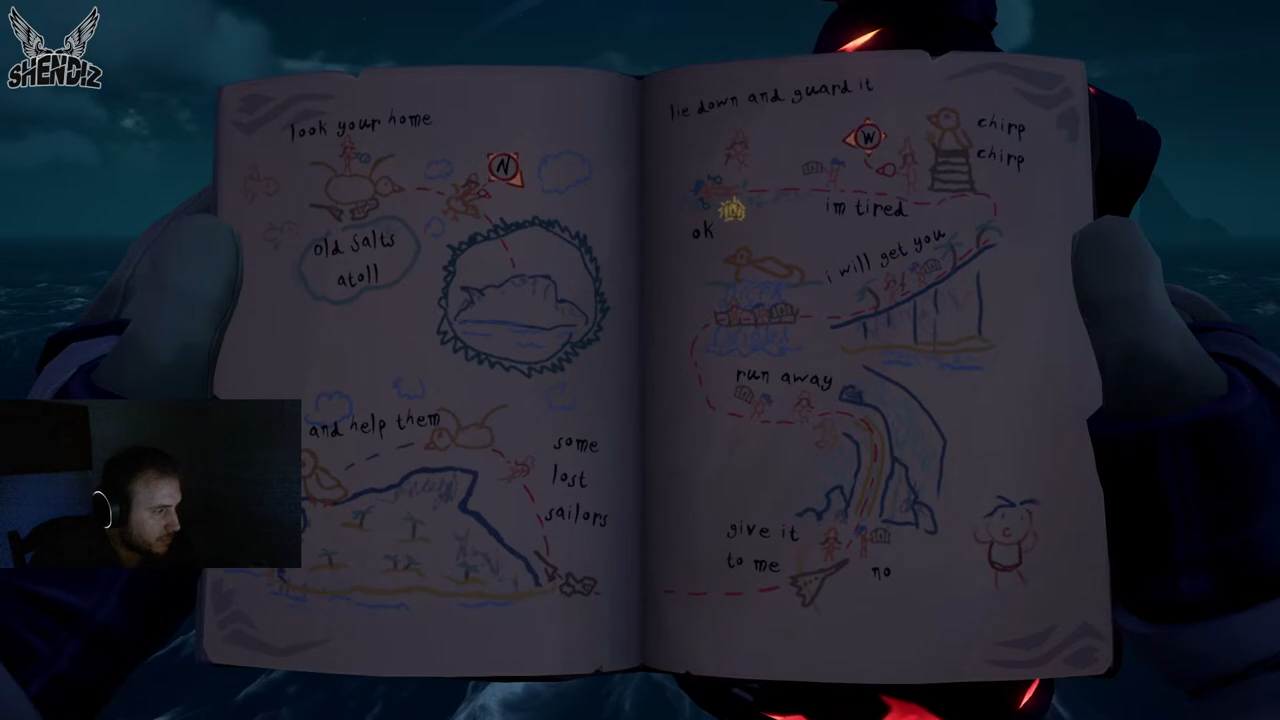 SHENDIZ
look your home
N
old salts
atoll
and help them
some
lost
sailors
lie down and guard it
W
chirp
chirp
im tired
ok
i will get you
run away
give it
to me
no